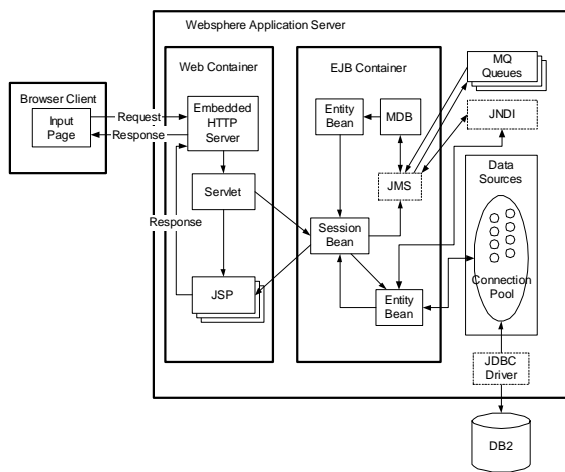 Websphere Application Server
Web Container
EJB Container
MQ
Queues
Browser Client
Input
Page
Request
Response
Embedded
HTTP
Server
Entity
Bean
MDB
JNDI
Data
Sources
JMS
Servlet
Response
Session
Bean
Connection
Pool
JSP
Entity
Bean
JDBC
Driver
DB2